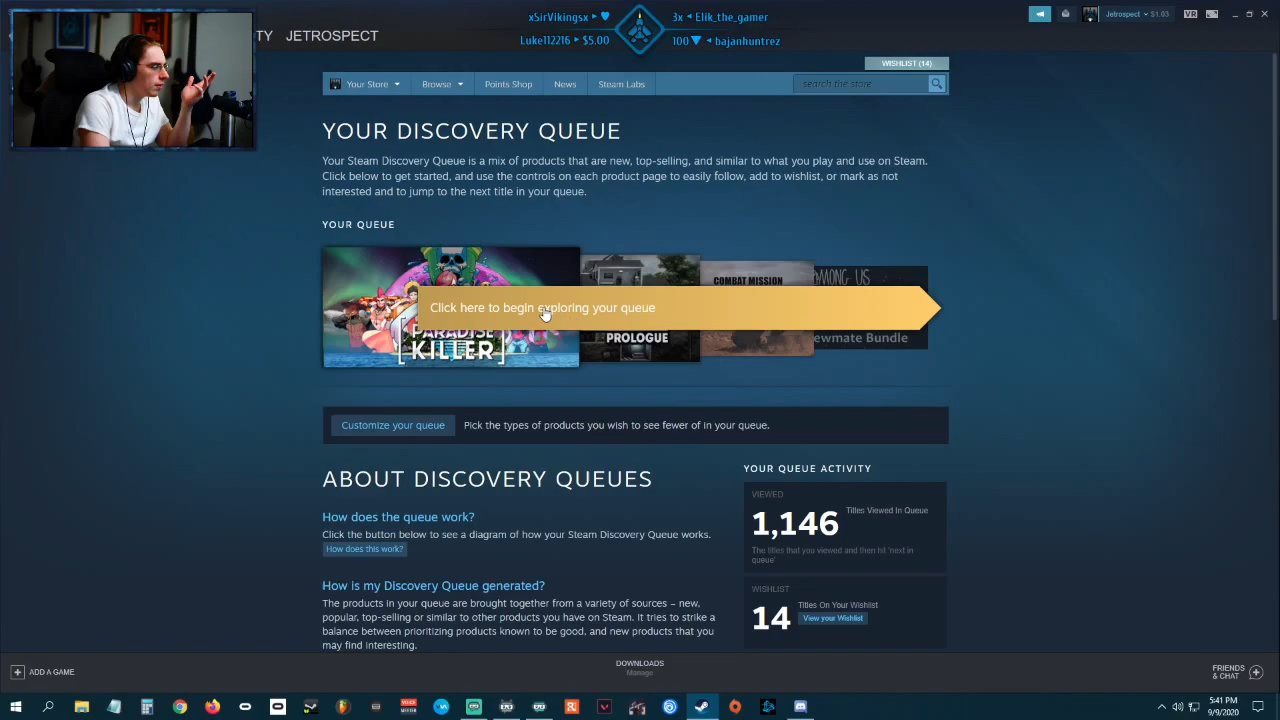 xSirVikingsx ▸ ♥
3x ◂ Elik_the_gamer
Luke112216 ▸ $5.00
100 ▼ ◂ bajanhuntrez
TY JETROSPECT
Jetrospect $1.83
VR
WISHLIST (14)
Your Store
Browse
Points Shop
News
Steam Labs
search the store
YOUR DISCOVERY QUEUE
Your Steam Discovery Queue is a mix of products that are new, top-selling, and similar to what you play and use on Steam.
Click below to get started, and use the controls on each product page to easily follow, add to wishlist, or mark as not
interested and to jump to the next title in your queue.
YOUR QUEUE
COMBAT MISSION
AMONG US
Click here to begin exploring your queue
PARADISE
KILLER
PROLOGUE
ewmate Bundle
Customize your queue
Pick the types of products you wish to see fewer of in your queue.
ABOUT DISCOVERY QUEUES
How does the queue work?
Click the button below to see a diagram of how your Steam Discovery Queue works.
How does this work?
How is my Discovery Queue generated?
The products in your queue are brought together from a variety of sources – new,
popular, top-selling or similar to other products you have on Steam. It tries to strike a
balance between prioritizing products known to be good, and new products that you
may find interesting.
YOUR QUEUE ACTIVITY
VIEWED
1,146
Titles Viewed In Queue
The titles that you viewed and then hit 'next in
queue'
WISHLIST
14
Titles On Your Wishlist
View your Wishlist
ADD A GAME
DOWNLOADS
Manage
FRIENDS
& CHAT
5:41 PM
9/9/2020